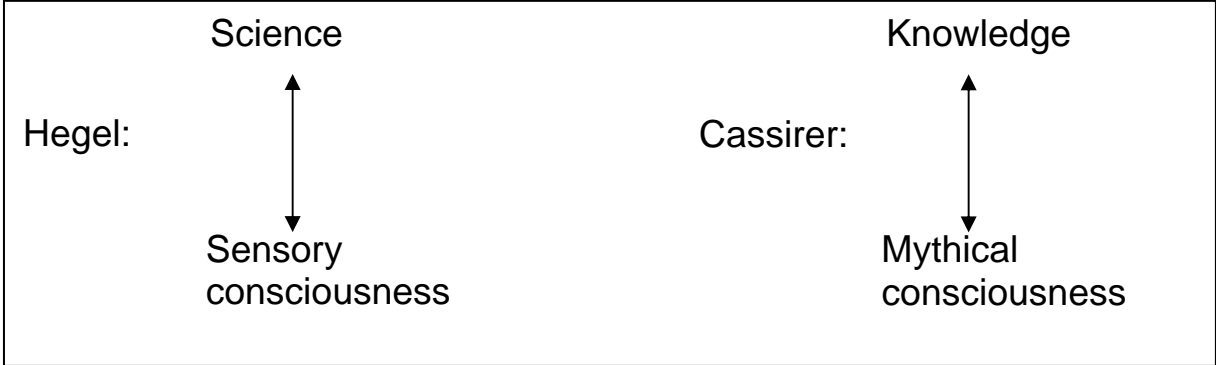 Hegel:
Science
Sensory
consciousness
Cassirer:
Knowledge
Mythical
consciousness